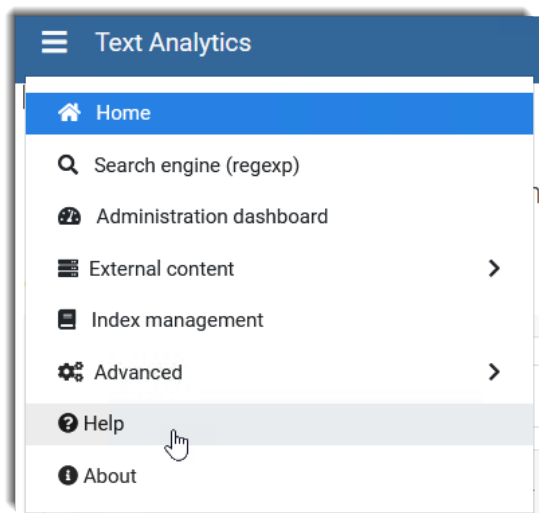 Text Analytics
Home
Search engine (regexp)
Administration dashboard
External content
Index management
Advanced
Help
About